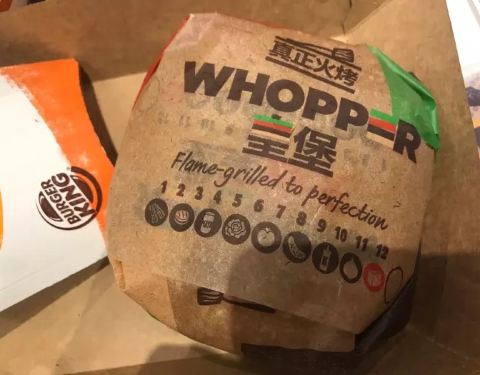 真正火烤
WHOPPER
皇堡
Flame-grilled to perfection
1 2 3 4 5 6 7 8 9 10 11 12
BURGER
KING